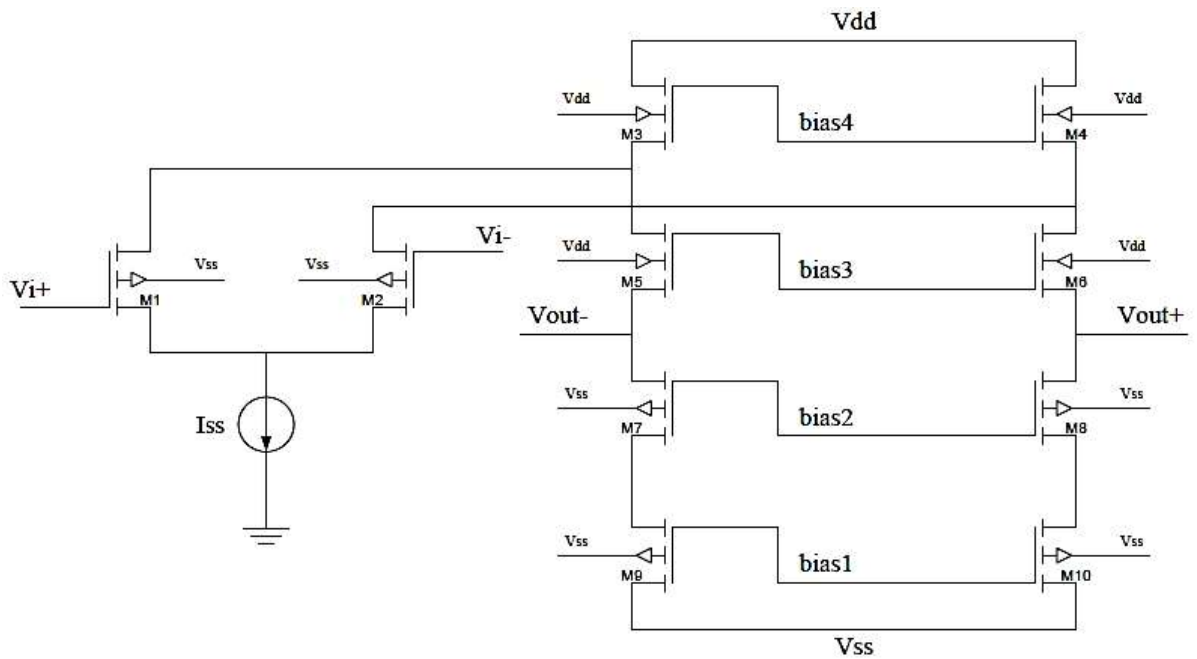 Vdd
Vdd
Vdd
M3
bias4
M4
Vi-
Vdd
Vdd
Vss
Vss
bias3
Vi+
M1
M2
M5
M6
Vout-
Vout+
Vss
Vss
Iss
bias2
M7
M8
Vss
Vss
bias1
M9
M10
Vss